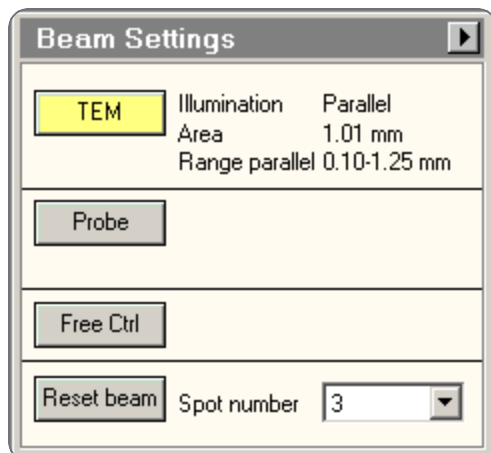 Beam Settings
TEM Illumination Parallel
Area 1.01 mm
Range parallel 0.10-1.25 mm
Probe
Free Ctrl
Reset beam Spot number 3